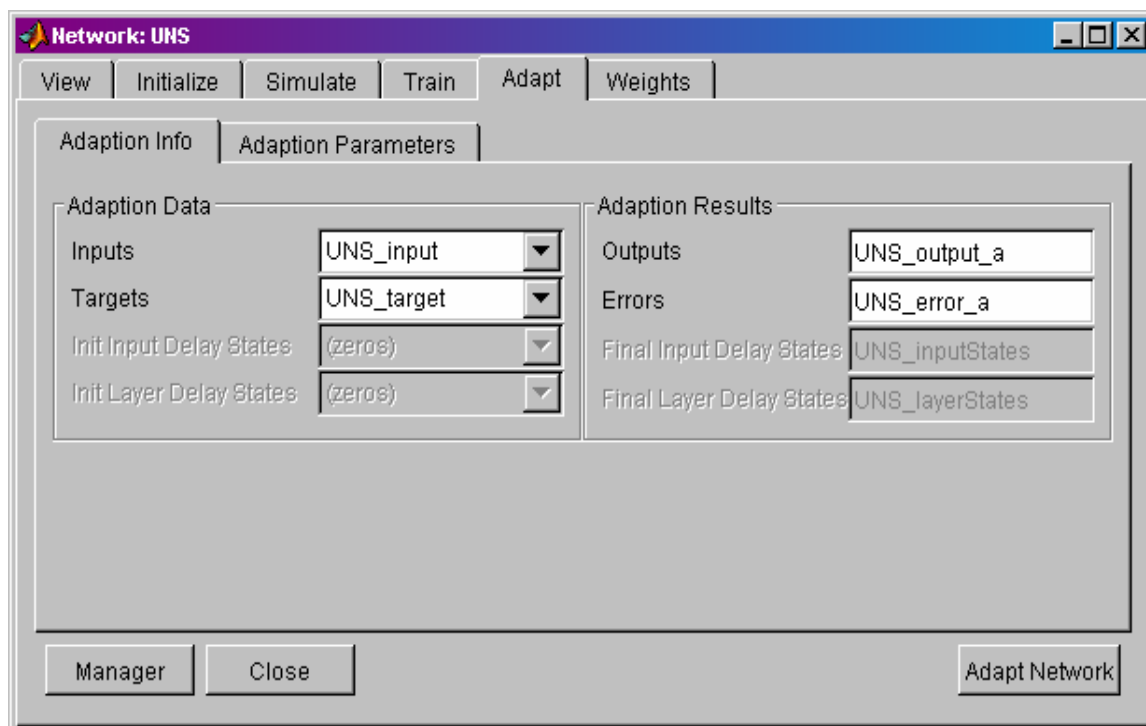 Network: UNS
View Initialize Simulate Train Adapt Weights
Adaption Info Adaption Parameters
Adaption Data
Inputs UNS_input
Targets UNS_target
Init Input Delay States (zeros)
Init Layer Delay States (zeros)
Adaption Results
Outputs UNS_output_a
Errors UNS_error_a
Final Input Delay States UNS_inputStates
Final Layer Delay States UNS_layerStates
Manager Close Adapt Network